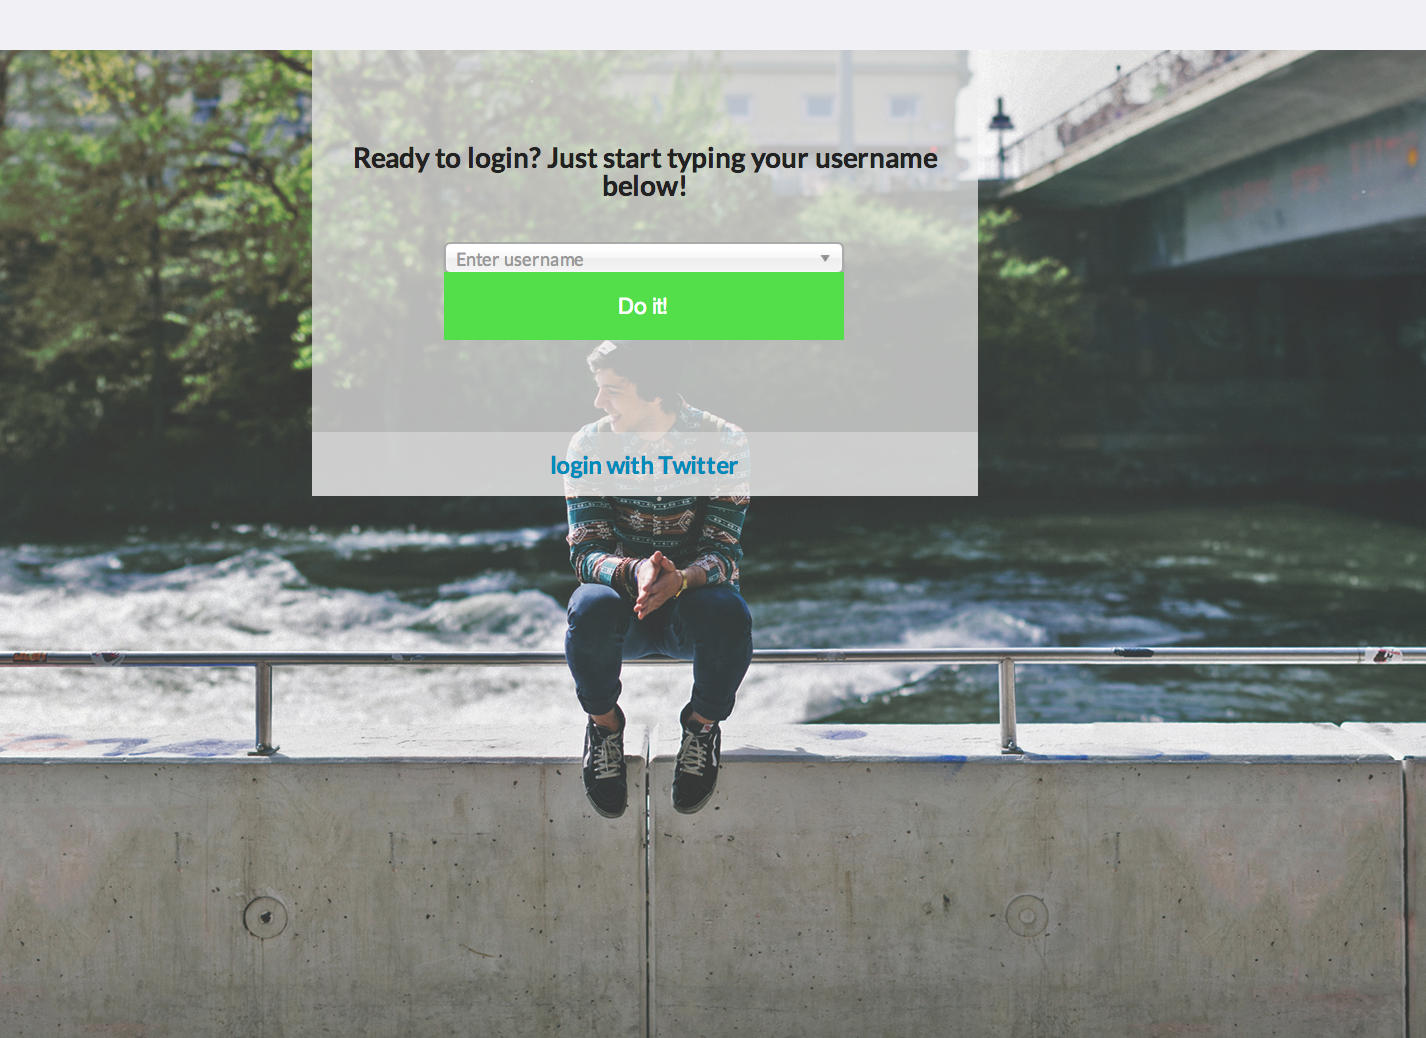 Ready to login? Just start typing your username
below!
Enter username
Do it!
login with Twitter